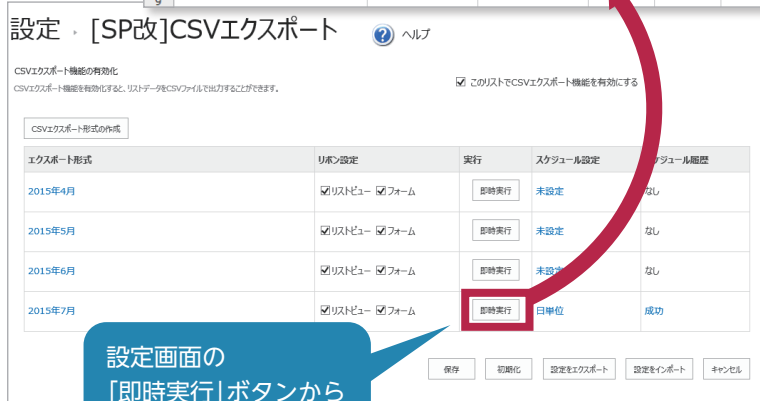 9
設定 ▸ [SP改]CSVエクスポート ? ヘルプ
CSVエクスポート機能の有効化
CSVエクスポート機能を有効化すると、リストデータをCSVファイルで出力することができます。
このリストでCSVエクスポート機能を有効にする
CSVエクスポート形式の作成
エクスポート形式 リボン設定 実行 スケジュール設定 ケジュール履歴
2015年4月 リストビュー フォーム 即時実行 未設定 なし
2015年5月 リストビュー フォーム 即時実行 未設定 なし
2015年6月 リストビュー フォーム 即時実行 未設定 なし
2015年7月 リストビュー フォーム 即時実行 日単位 成功
保存 初期化 設定をエクスポート 設定をインポート キャンセル
設定画面の
「即時実行」ボタンから